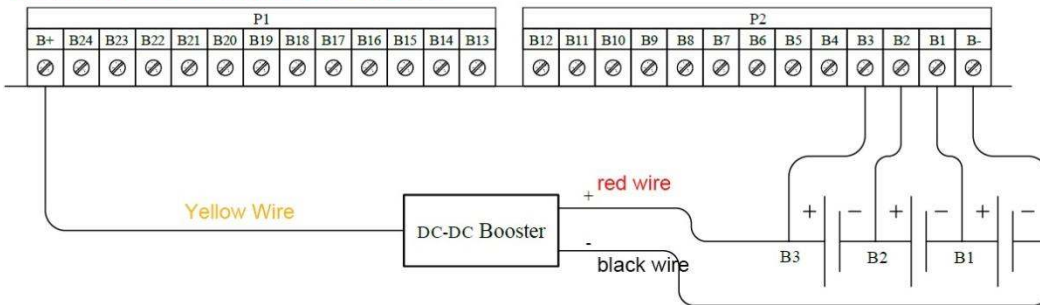 P1 P2
B+ B24 B23 B22 B21 B20 B19 B18 B17 B16 B15 B14 B13 B12 B11 B10 B9 B8 B7 B6 B5 B4 B3 B2 B1 B-
red wire
+
Yellow Wire
DC-DC Booster
+ − + − + −
-
black wire
B3 B2 B1